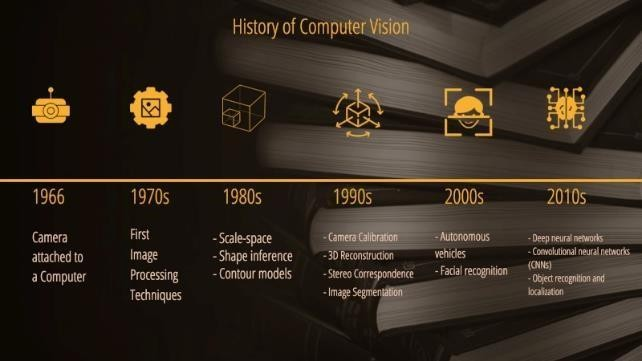 History of Computer Vision
1966
Camera
attached to
a Computer
1970s
First
Image
Processing
Techniques
1980s
- Scale-space
- Shape inference
- Contour models
1990s
- Camera Calibration
- 3D Reconstruction
- Stereo Correspondence
- Image Segmentation
2000s
- Autonomous
vehicles
- Facial recognition
2010s
- Deep neural networks
- Convolutional neural networks
(CNNs)
- Object recognition and
localization